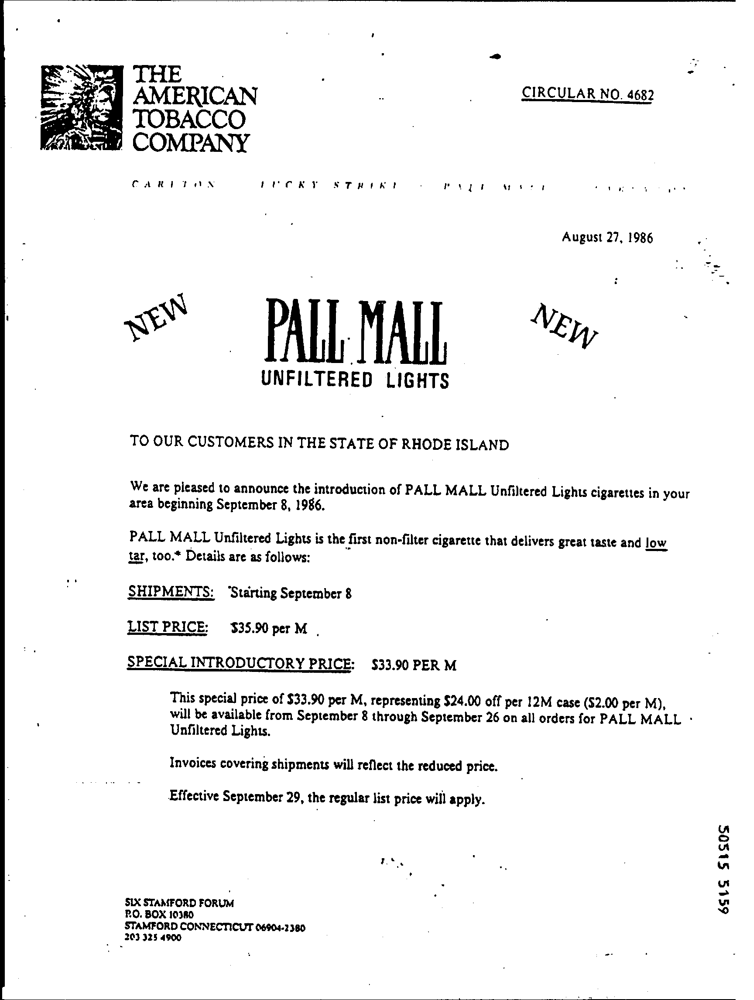 THE
AMERICAN
TOBACCO
COMPANY
CIRCULAR NO. 4682
CARLTON LUCKY STRIKE PALL MALL
August 27, 1986
NEW
PALL MALL
NEW
UNFILTERED LIGHTS
TO OUR CUSTOMERS IN THE STATE OF RHODE ISLAND
We are pleased to announce the introduction of PALL MALL Unfiltered Lights cigarettes in your
area beginning September 8, 1986.
PALL MALL Unfiltered Lights is the first non-filter cigarette that delivers great taste and low
tar, too.* Details are as follows:
SHIPMENTS: Starting September 8
LIST PRICE: $35.90 per M
SPECIAL INTRODUCTORY PRICE: $33.90 PER M
This special price of $33.90 per M, representing $24.00 off per 12M case ($2.00 per M),
will be available from September 8 through September 26 on all orders for PALL MALL
Unfiltered Lights.
Invoices covering shipments will reflect the reduced price.
Effective September 29, the regular list price will apply.
SIX STAMFORD FORUM
P.O. BOX 10380
STAMFORD CONNECTICUT 06904-2380
203 325 4900
50515 5159